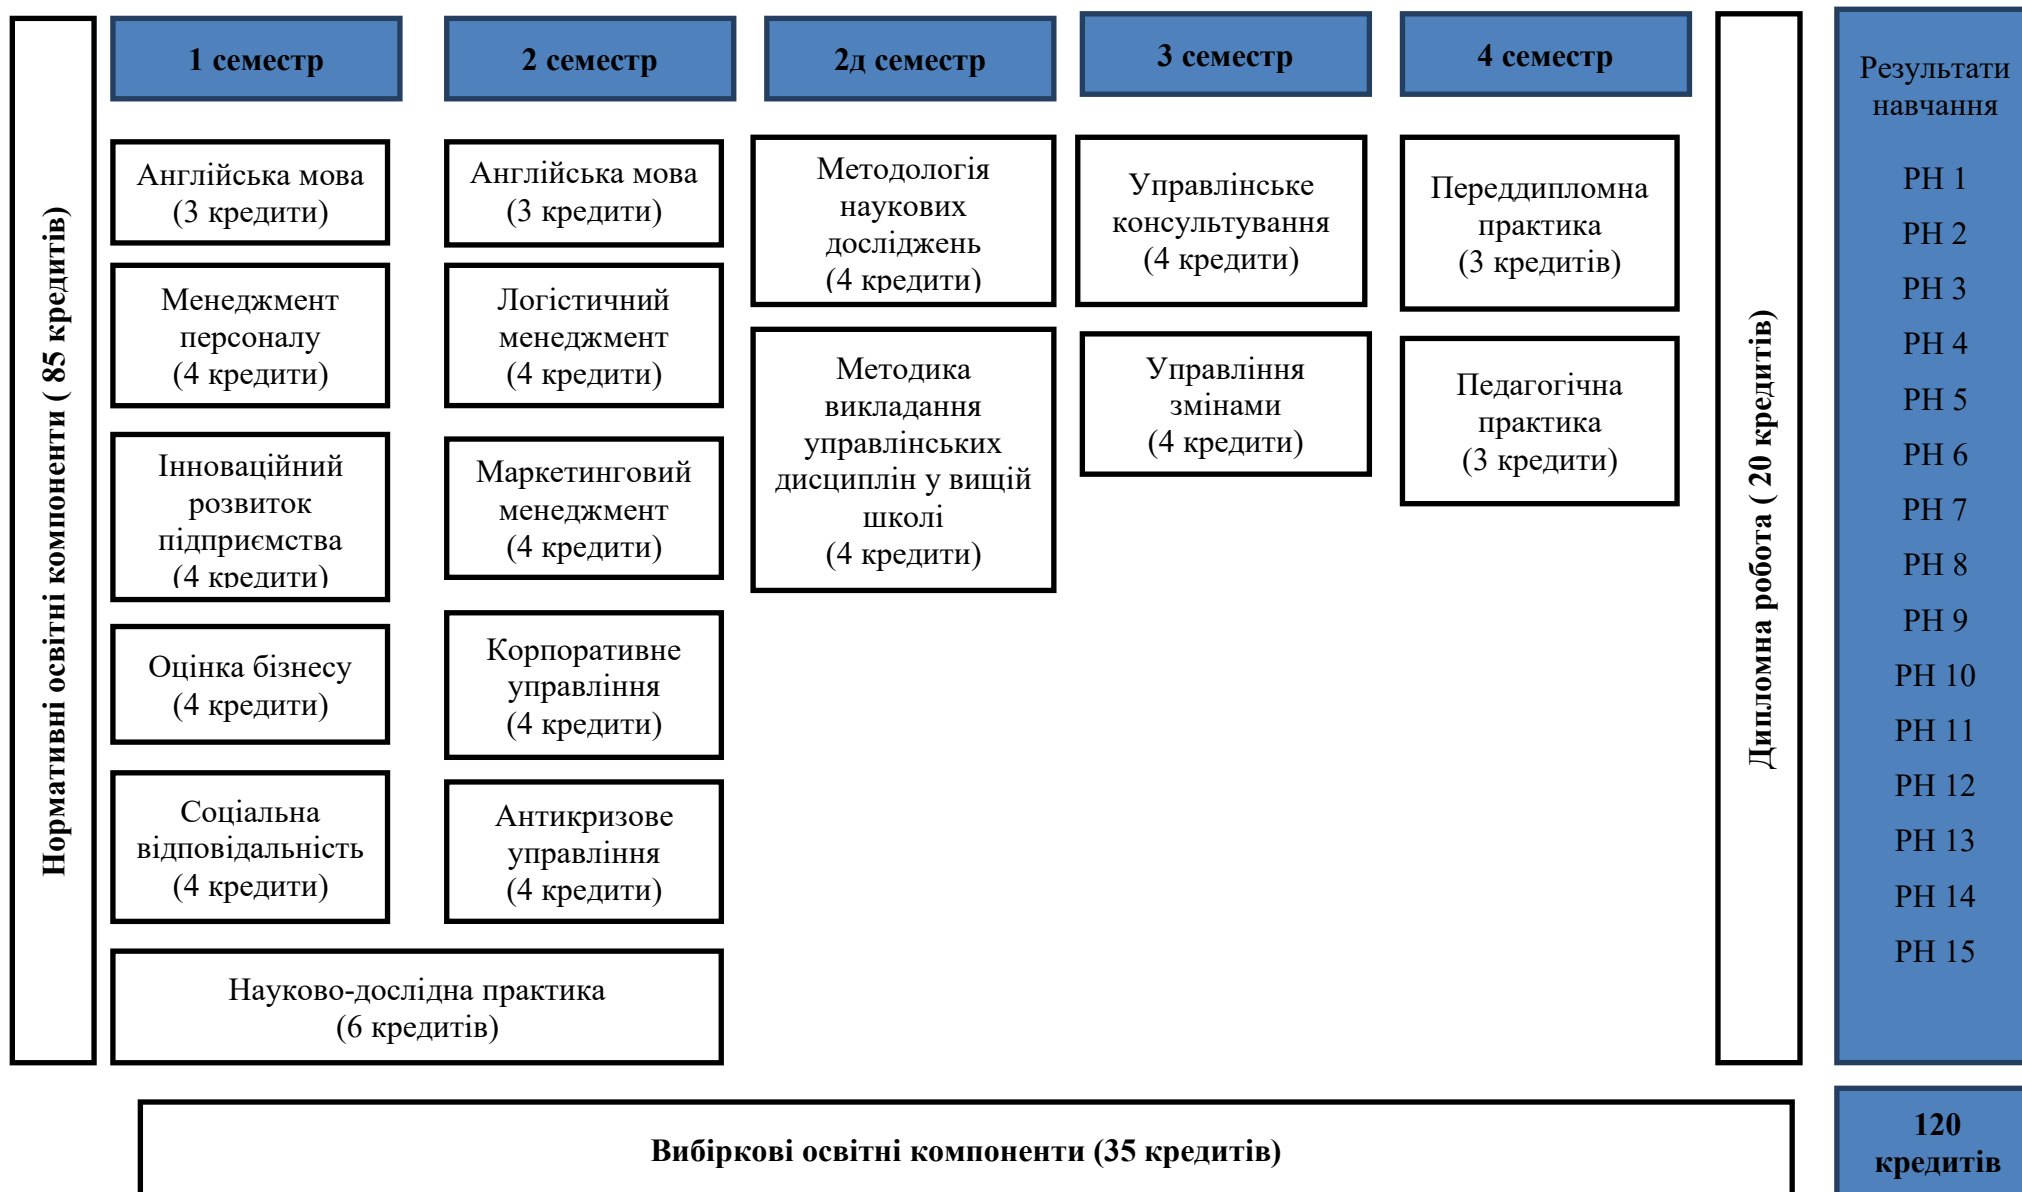 Нормативні освітні компоненти ( 85 кредитів)
1 семестр
Англійська мова
(3 кредити)
Менеджмент
персоналу
(4 кредити)
Інноваційний
розвиток
підприємства
(4 кредити)
Оцінка бізнесу
(4 кредити)
Соціальна
відповідальність
(4 кредити)
2 семестр
Англійська мова
(3 кредити)
Логістичний
менеджмент
(4 кредити)
Маркетинговий
менеджмент
(4 кредити)
Корпоративне
управління
(4 кредити)
Антикризове
управління
(4 кредити)
Науково-дослідна практика
(6 кредитів)
2д семестр
Методологія
наукових
досліджень
(4 кредити)
Методика
викладання
управлінських
дисциплін у вищій
школі
(4 кредити)
3 семестр
Управлінське
консультування
(4 кредити)
Управління
змінами
(4 кредити)
4 семестр
Переддипломна
практика
(3 кредитів)
Педагогічна
практика
(3 кредити)
Дипломна робота ( 20 кредитів)
Результати
навчання
РН 1
РН 2
РН 3
РН 4
РН 5
РН 6
РН 7
РН 8
РН 9
РН 10
РН 11
РН 12
РН 13
РН 14
РН 15
Вибіркові освітні компоненти (35 кредитів)
120
кредитів